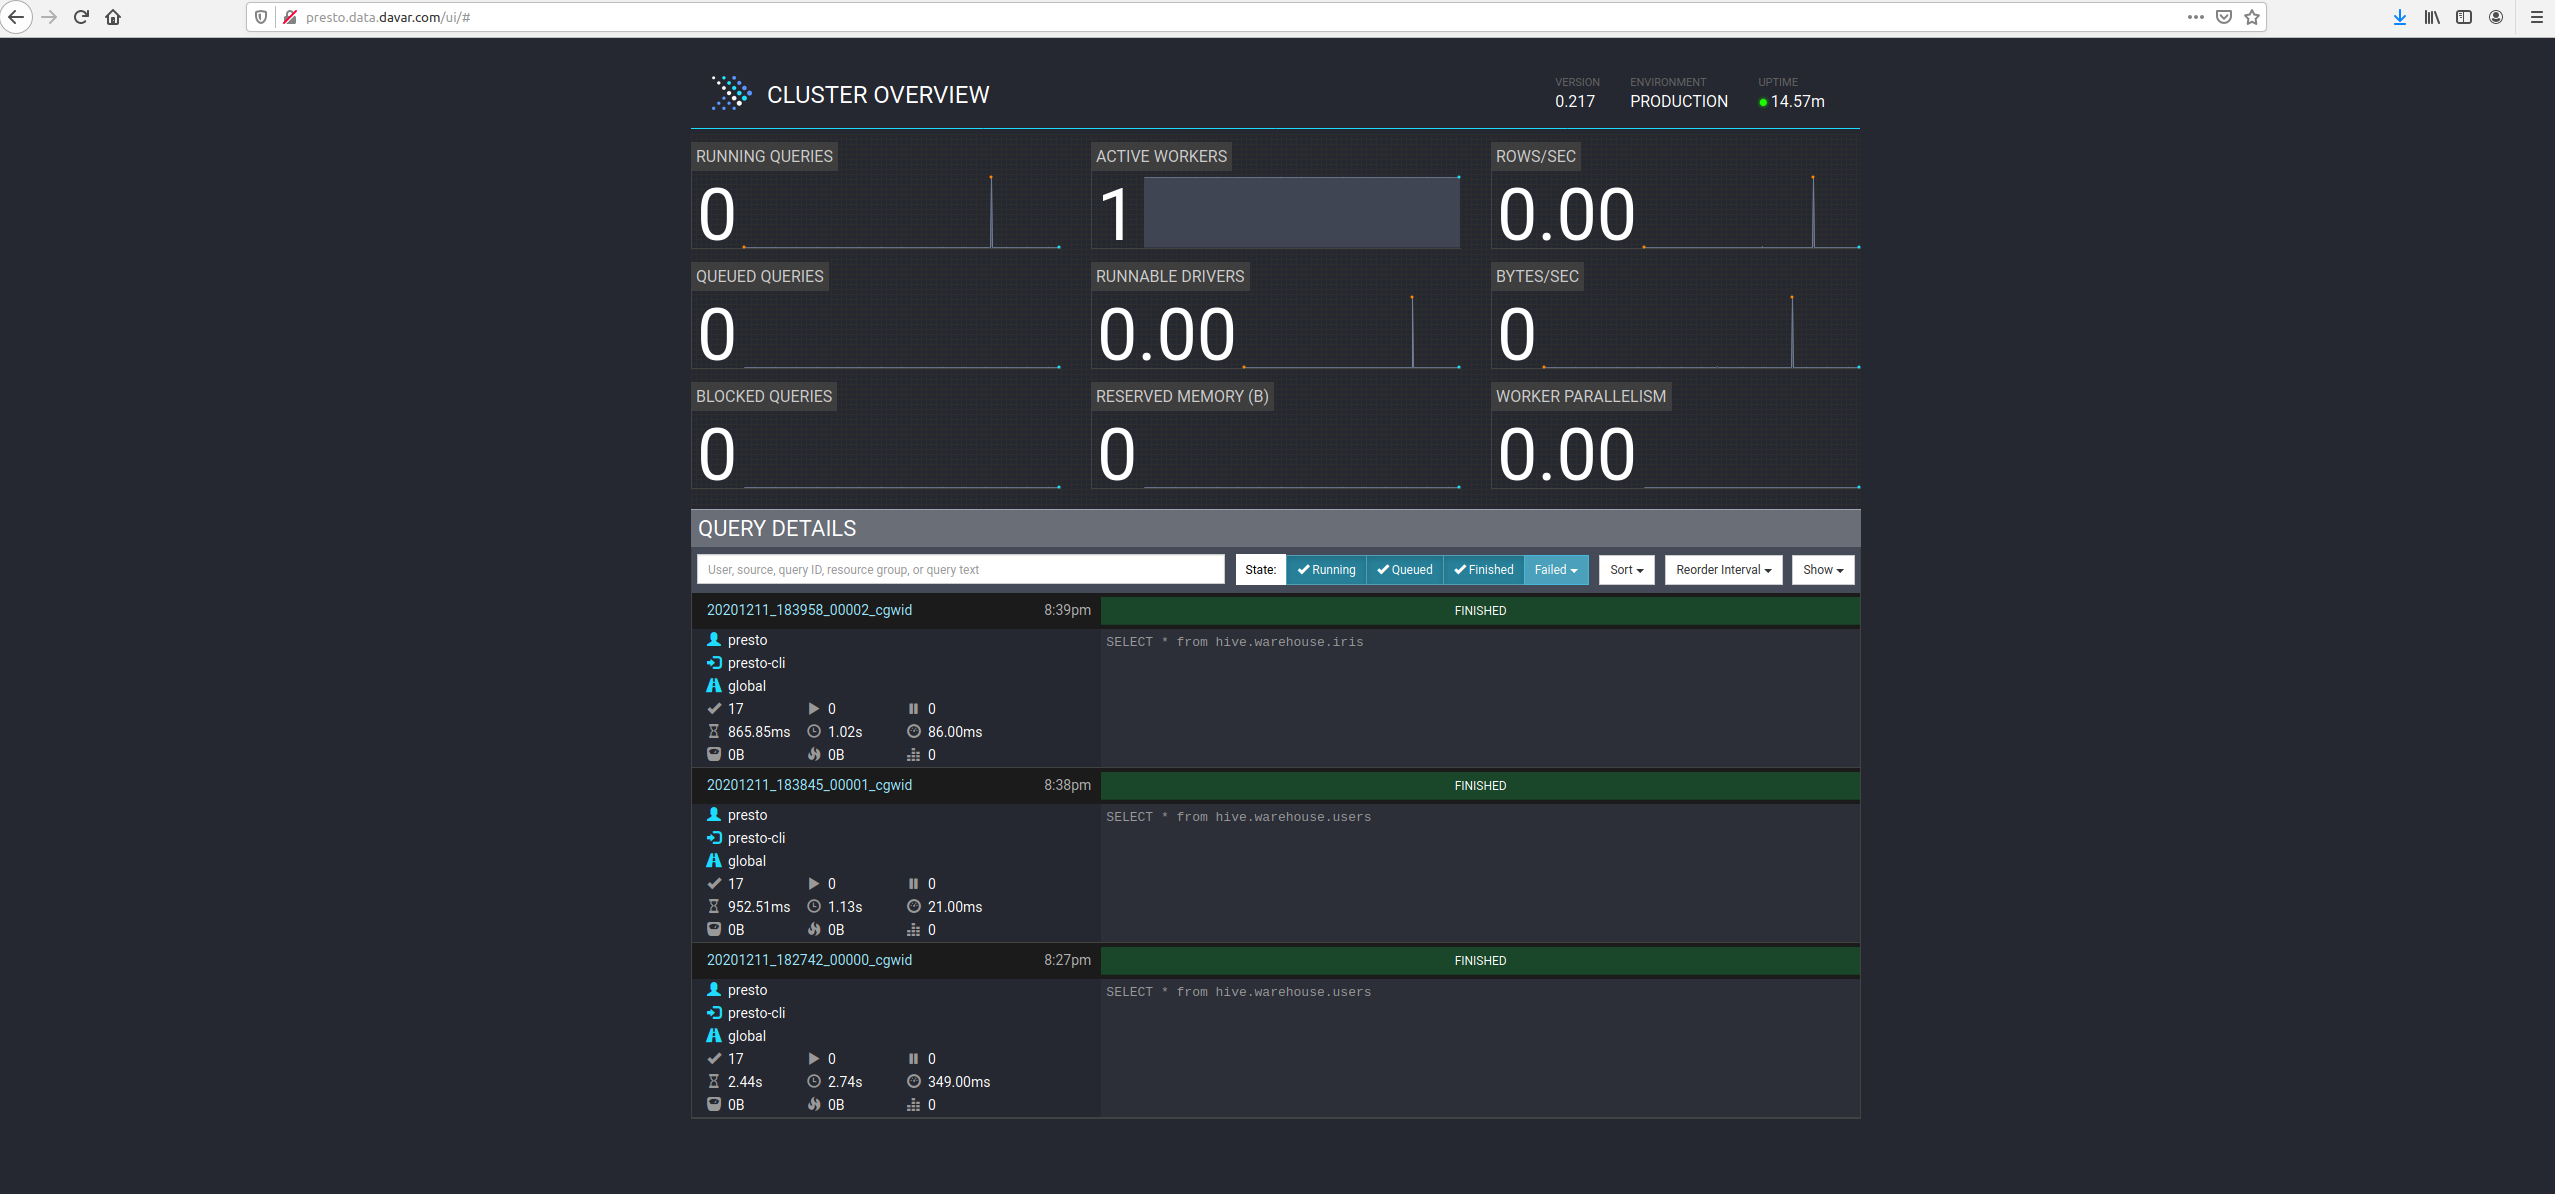 presto.data.davar.com/ui/#
CLUSTER OVERVIEW
VERSION
0.217
ENVIRONMENT
PRODUCTION
UPTIME
14.57m
RUNNING QUERIES
0
ACTIVE WORKERS
1
ROWS/SEC
0.00
QUEUED QUERIES
0
RUNNABLE DRIVERS
0.00
BYTES/SEC
0
BLOCKED QUERIES
0
RESERVED MEMORY (B)
0
WORKER PARALLELISM
0.00
QUERY DETAILS
User, source, query ID, resource group, or query text
State: Running Queued Finished Failed Sort Reorder Interval Show
20201211_183958_00002_cgwid 8:39pm FINISHED
presto
SELECT * from hive.warehouse.iris
presto-cli
global
17 0 0
865.85ms 1.02s 86.00ms
0B 0B 0
20201211_183845_00001_cgwid 8:38pm FINISHED
presto
SELECT * from hive.warehouse.users
presto-cli
global
17 0 0
952.51ms 1.13s 21.00ms
0B 0B 0
20201211_182742_00000_cgwid 8:27pm FINISHED
presto
SELECT * from hive.warehouse.users
presto-cli
global
17 0 0
2.44s 2.74s 349.00ms
0B 0B 0